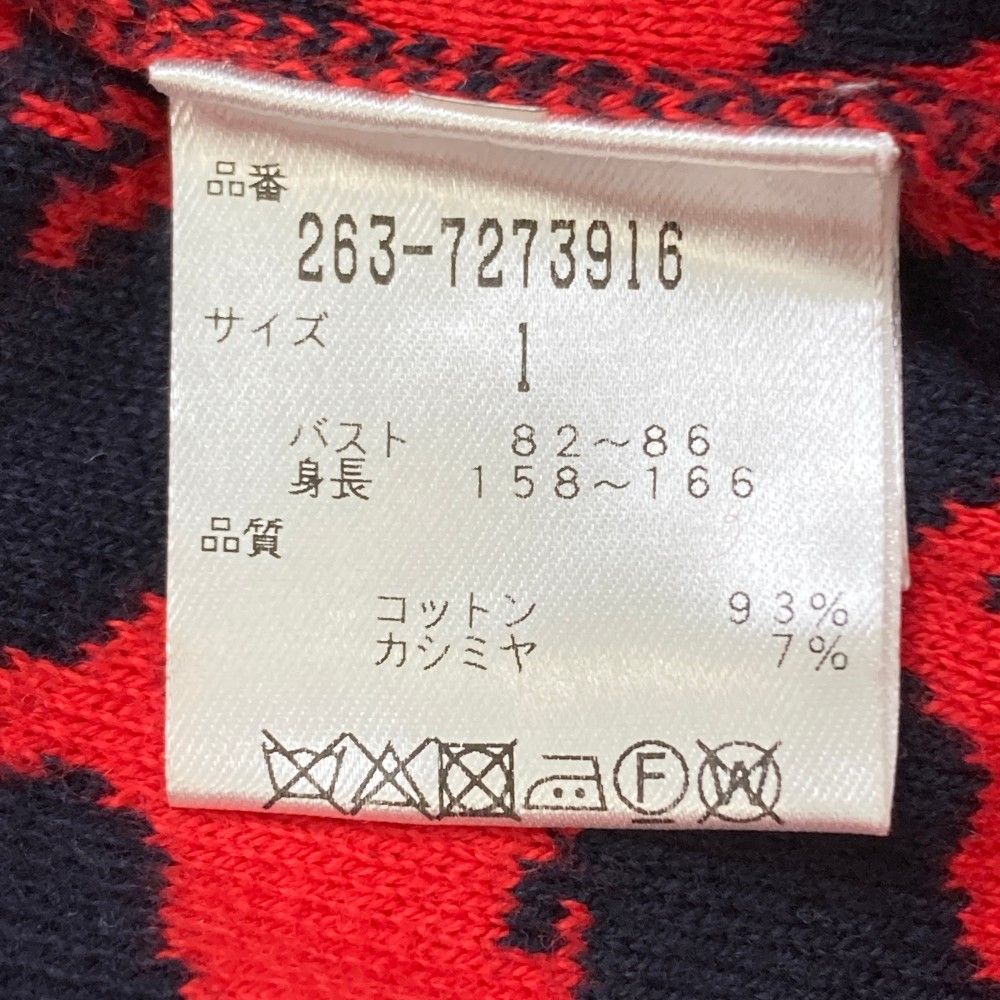 品番
263-7273916
サイズ
1
バスト 82～86
身長 158～166
品質
コットン 93%
カシミヤ 7%
F W